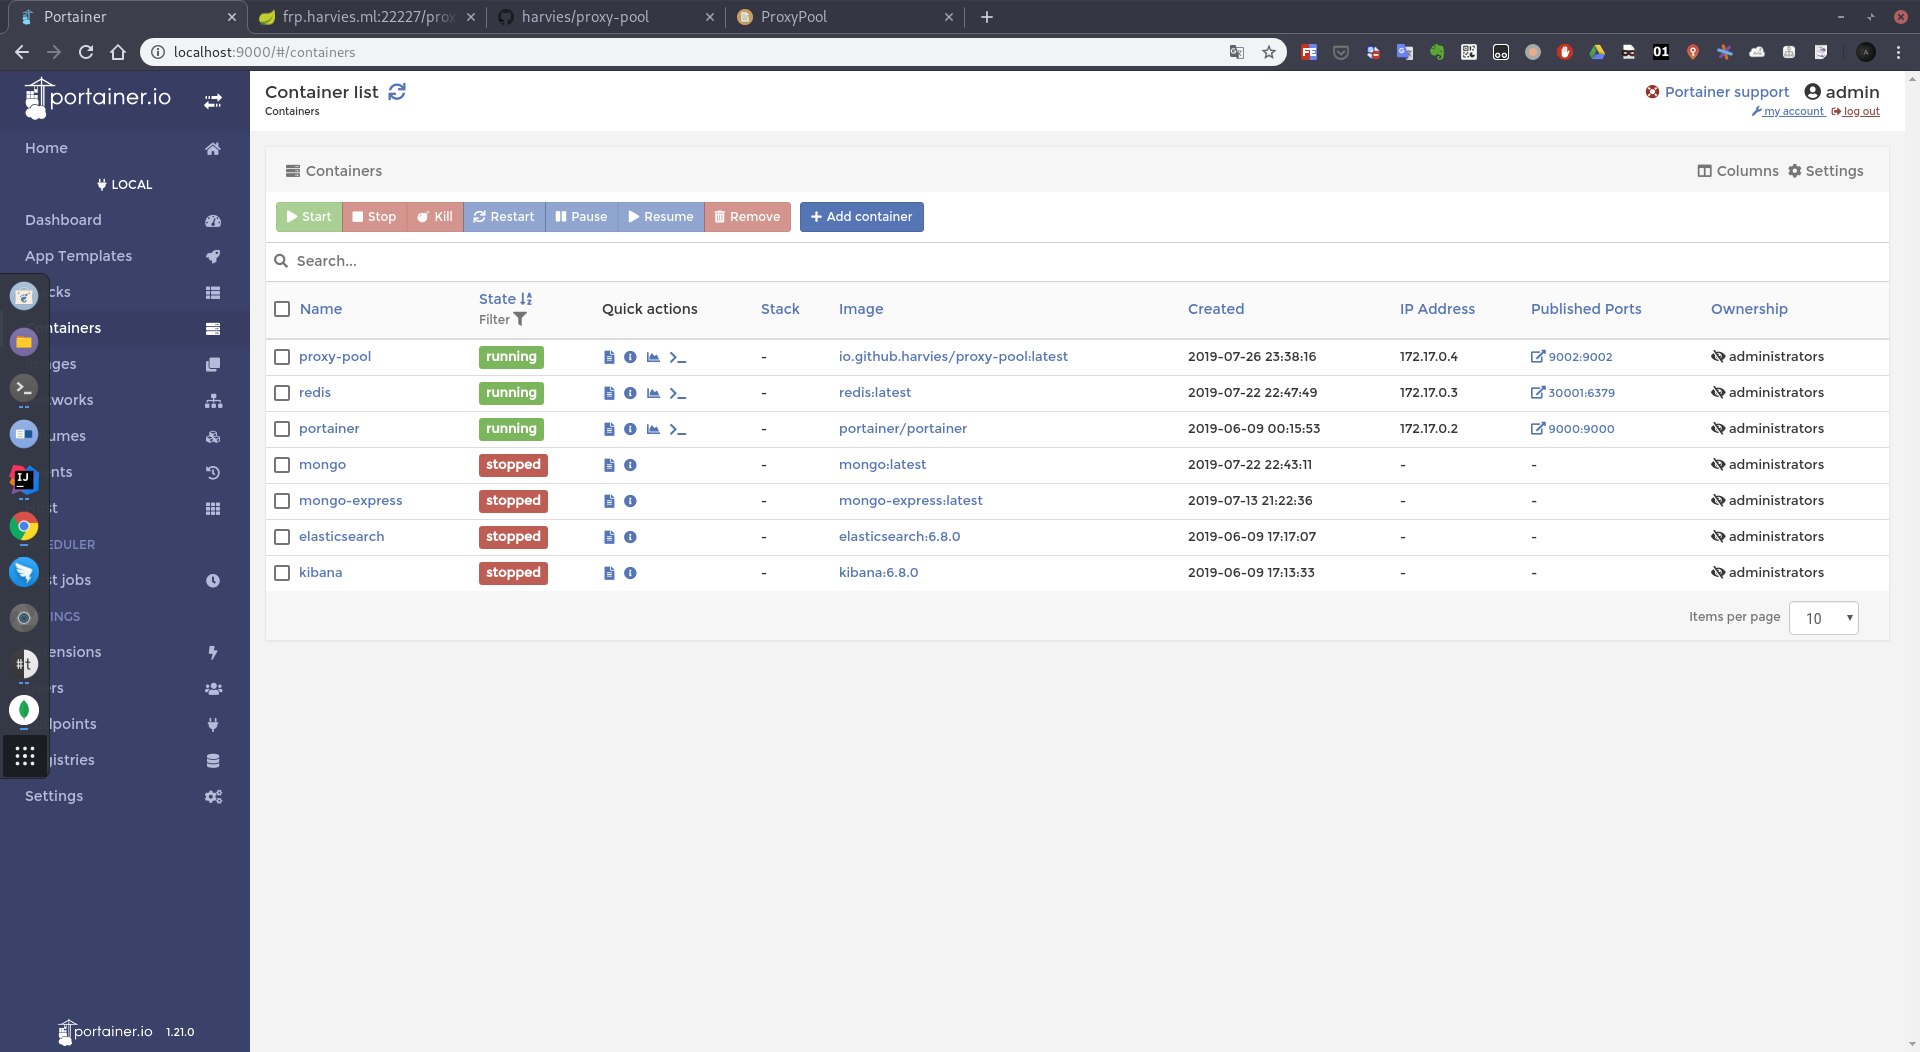 Portainer
frp.harvies.ml:22227/prox
harvies/proxy-pool
ProxyPool
localhost:9000/#/containers
portainer.io
Container list
Containers
Portainer support
admin
my account
log out
Home
LOCAL
Dashboard
App Templates
cks
ontainers
ages
tworks
umes
ents
st
EDULER
st jobs
INGS
ensions
ers
dpoints
gistries
Settings
portainer.io 1.21.0
Containers
Columns
Settings
Start Stop Kill Restart Pause Resume Remove
Add container
Search...
Name State Filter Quick actions Stack Image Created IP Address Published Ports Ownership
proxy-pool running - io.github.harvies/proxy-pool:latest 2019-07-26 23:38:16 172.17.0.4 9002:9002 administrators
redis running - redis:latest 2019-07-22 22:47:49 172.17.0.3 30001:6379 administrators
portainer running - portainer/portainer 2019-06-09 00:15:53 172.17.0.2 9000:9000 administrators
mongo stopped - mongo:latest 2019-07-22 22:43:11 - - administrators
mongo-express stopped - mongo-express:latest 2019-07-13 21:22:36 - - administrators
elasticsearch stopped - elasticsearch:6.8.0 2019-06-09 17:17:07 - - administrators
kibana stopped - kibana:6.8.0 2019-06-09 17:13:33 - - administrators
Items per page 10